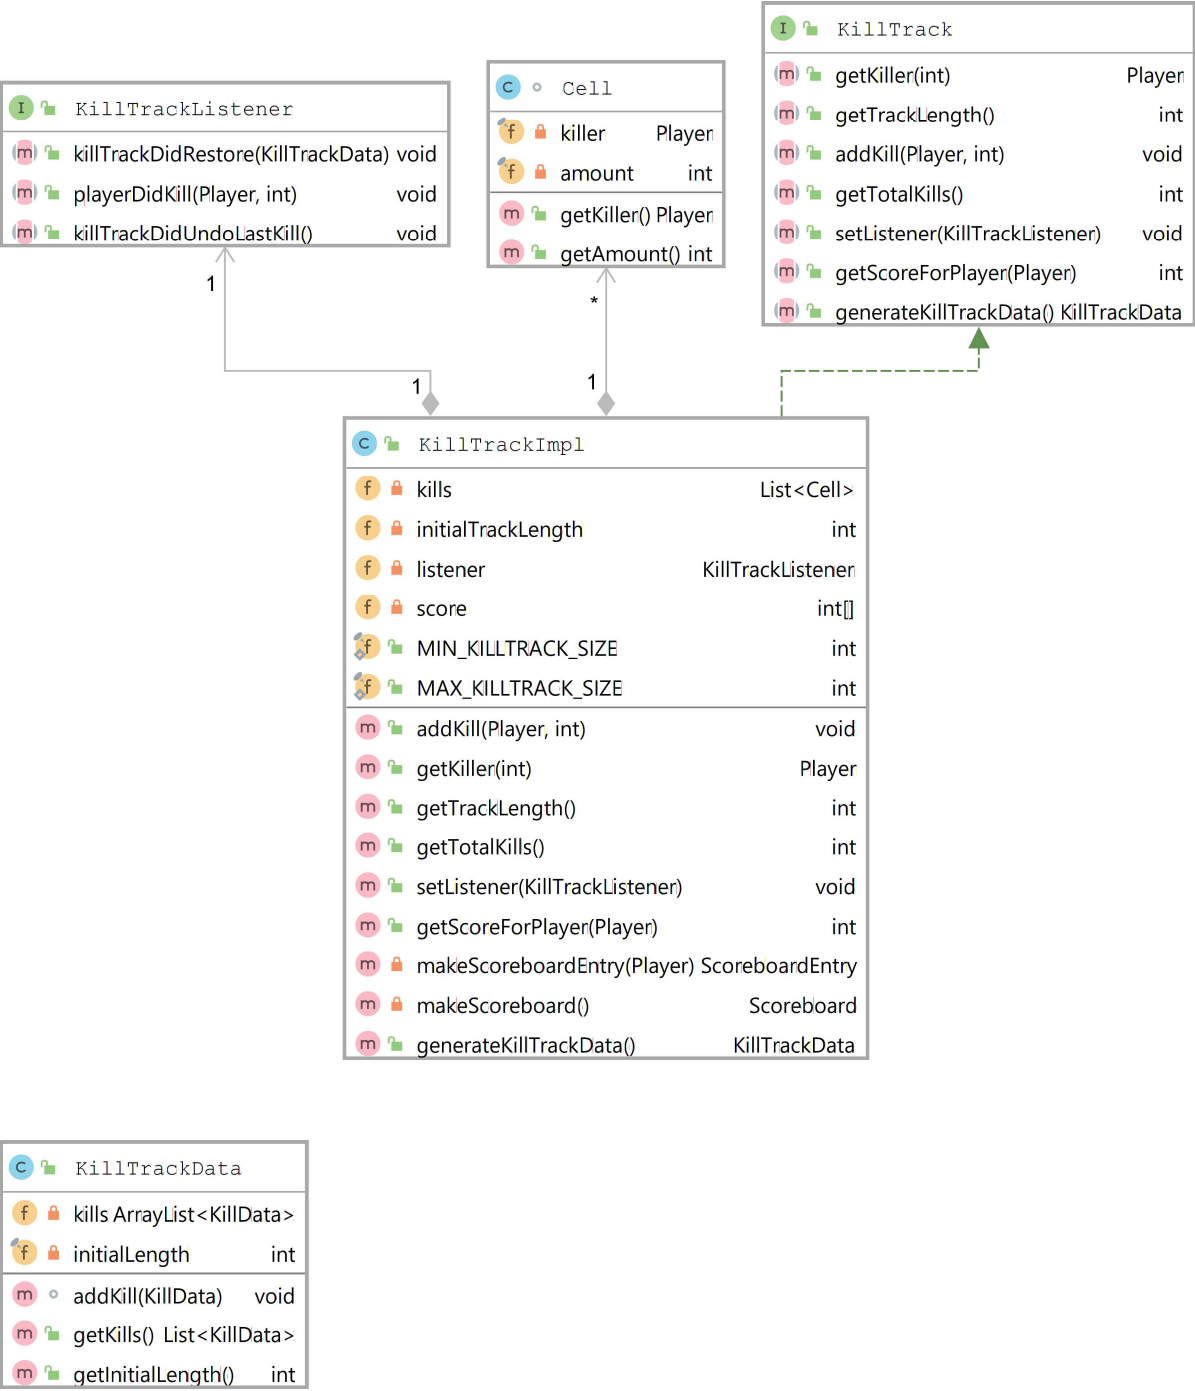 KillTrackListener
killTrackDidRestore(KillTrackData) void
playerDidKill(Player, int) void
killTrackDidUndoLastKill() void
Cell
killer Player
amount int
getKiller() Player
getAmount() int
KillTrack
getKiller(int) Player
getTrackLength() int
addKill(Player, int) void
getTotalKills() int
setListener(KillTrackListener) void
getScoreForPlayer(Player) int
generateKillTrackData() KillTrackData
1
1
*
1
KillTrackImpl
kills List<Cell>
initialTrackLength int
listener KillTrackListener
score int[]
MIN_KILLTRACK_SIZE int
MAX_KILLTRACK_SIZE int
addKill(Player, int) void
getKiller(int) Player
getTrackLength() int
getTotalKills() int
setListener(KillTrackListener) void
getScoreForPlayer(Player) int
makeScoreboardEntry(Player) ScoreboardEntry
makeScoreboard() Scoreboard
generateKillTrackData() KillTrackData
KillTrackData
kills ArrayList<KillData>
initialLength int
addKill(KillData) void
getKills() List<KillData>
getInitialLength() int